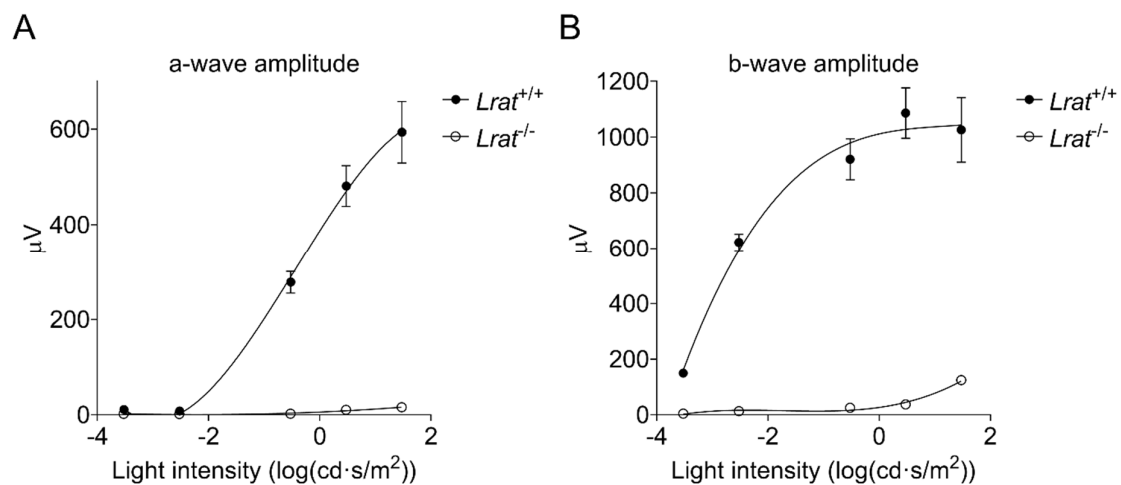 A
a-wave amplitude
Lrat+/+
Lrat-/-
600
400
200
0
μV
-4
-2
0
2
Light intensity (log(cd·s/m²))
B
b-wave amplitude
Lrat+/+
Lrat-/-
1200
1000
800
600
400
200
0
μV
-4
-2
0
2
Light intensity (log(cd·s/m²))